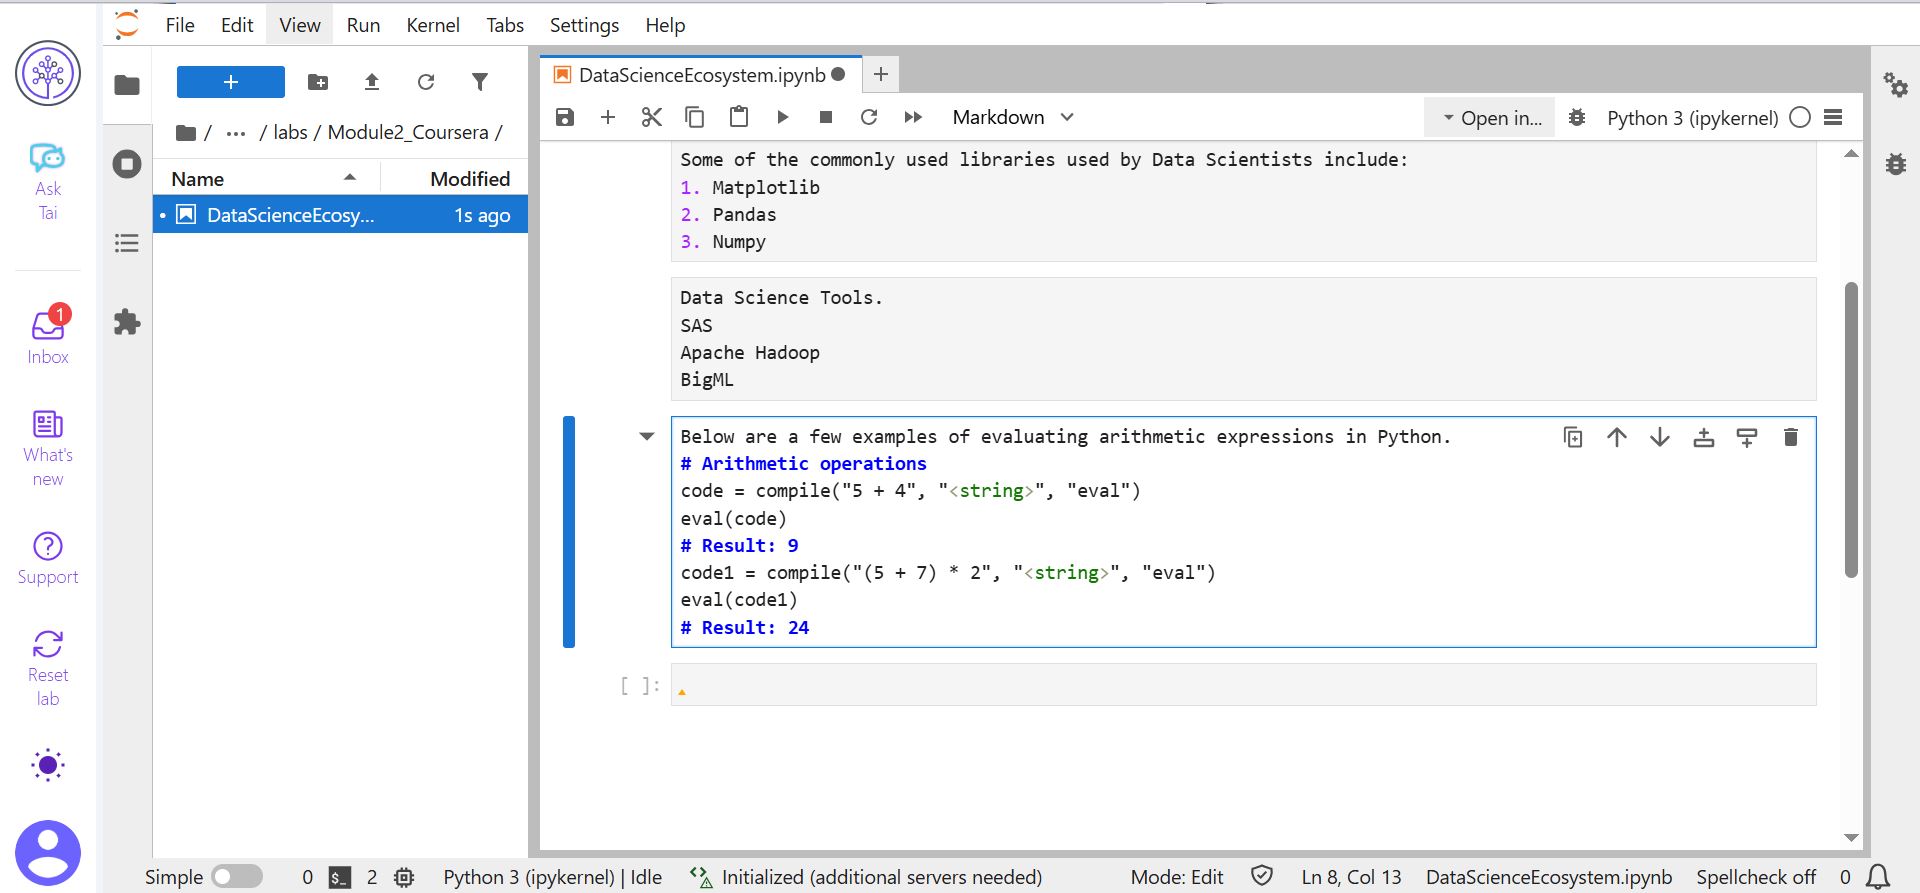 File Edit View Run Kernel Tabs Settings Help
Ask
Tai
1
Inbox
What's
new
Support
Reset
lab
+
/ ... / labs / Module2_Coursera /
Name Modified
DataScienceEcosy... 1s ago
DataScienceEcosystem.ipynb
Markdown
Open in...
Python 3 (ipykernel)
Some of the commonly used libraries used by Data Scientists include:
1. Matplotlib
2. Pandas
3. Numpy
Data Science Tools.
SAS
Apache Hadoop
BigML
Below are a few examples of evaluating arithmetic expressions in Python.
# Arithmetic operations
code = compile("5 + 4", "<string>", "eval")
eval(code)
# Result: 9
code1 = compile("(5 + 7) * 2", "<string>", "eval")
eval(code1)
# Result: 24
[ ]:
Simple 0 $_ 2 Python 3 (ipykernel) | Idle Initialized (additional servers needed) Mode: Edit Ln 8, Col 13 DataScienceEcosystem.ipynb Spellcheck off 0